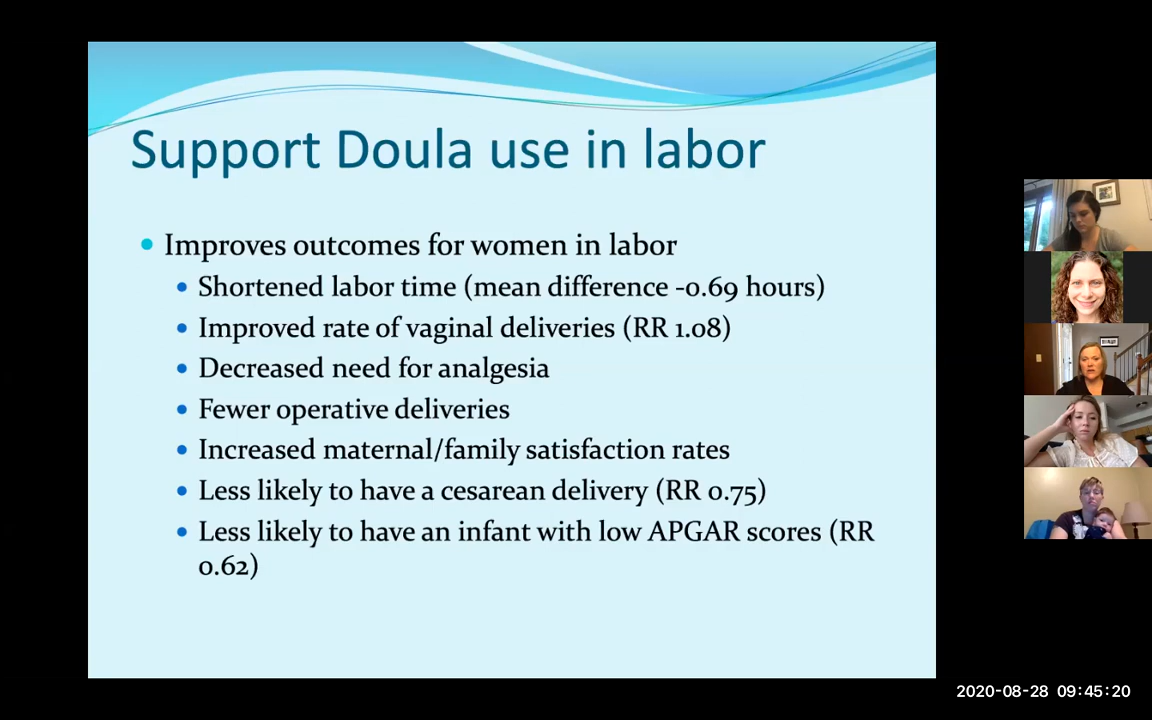 Support Doula use in labor
Improves outcomes for women in labor
Shortened labor time (mean difference -0.69 hours)
Improved rate of vaginal deliveries (RR 1.08)
Decreased need for analgesia
Fewer operative deliveries
Increased maternal/family satisfaction rates
Less likely to have a cesarean delivery (RR 0.75)
Less likely to have an infant with low APGAR scores (RR
0.62)
2020-08-28 09:45:20